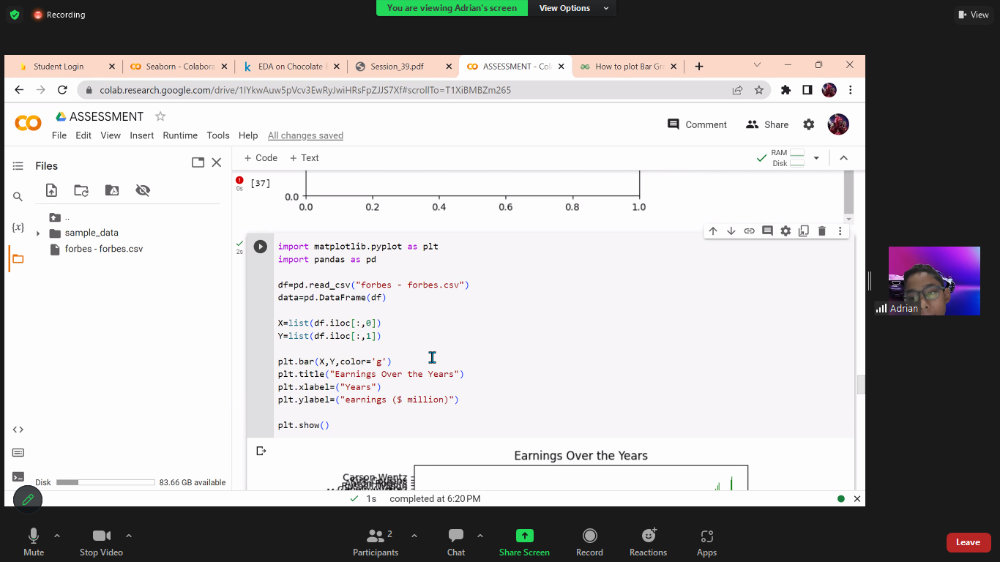 Recording
You are viewing Adrian's screen
View Options
View
Student Login
Seaborn - Colabora
EDA on Chocolate
Session_39.pdf
ASSESSMENT - Col
How to plot Bar Gra
colab.research.google.com/drive/1IYkwAuw5pVcv3EwRyJwiHRsFpZJJS7Xf#scrollTo=T1XiBMBZm265
ASSESSMENT
File Edit View Insert Runtime Tools Help All changes saved
Comment
Share
Files
+ Code + Text
RAM
Disk
..
sample_data
forbes - forbes.csv
0s
[37]
0.0
0.0 0.2 0.4 0.6 0.8 1.0
2s
import matplotlib.pyplot as plt
import pandas as pd
df=pd.read_csv("forbes - forbes.csv")
data=pd.DataFrame(df)
X=list(df.iloc[:,0])
Y=list(df.iloc[:,1])
plt.bar(X,Y,color='g')
plt.title("Earnings Over the Years")
plt.xlabel=("Years")
plt.ylabel=("earnings ($ million)")
plt.show()
Earnings Over the Years
Carson Wentz
Disk
83.66 GB available
1s completed at 6:20 PM
Adrian
Mute
Stop Video
Participants
2
Chat
Share Screen
Record
Reactions
Apps
Leave